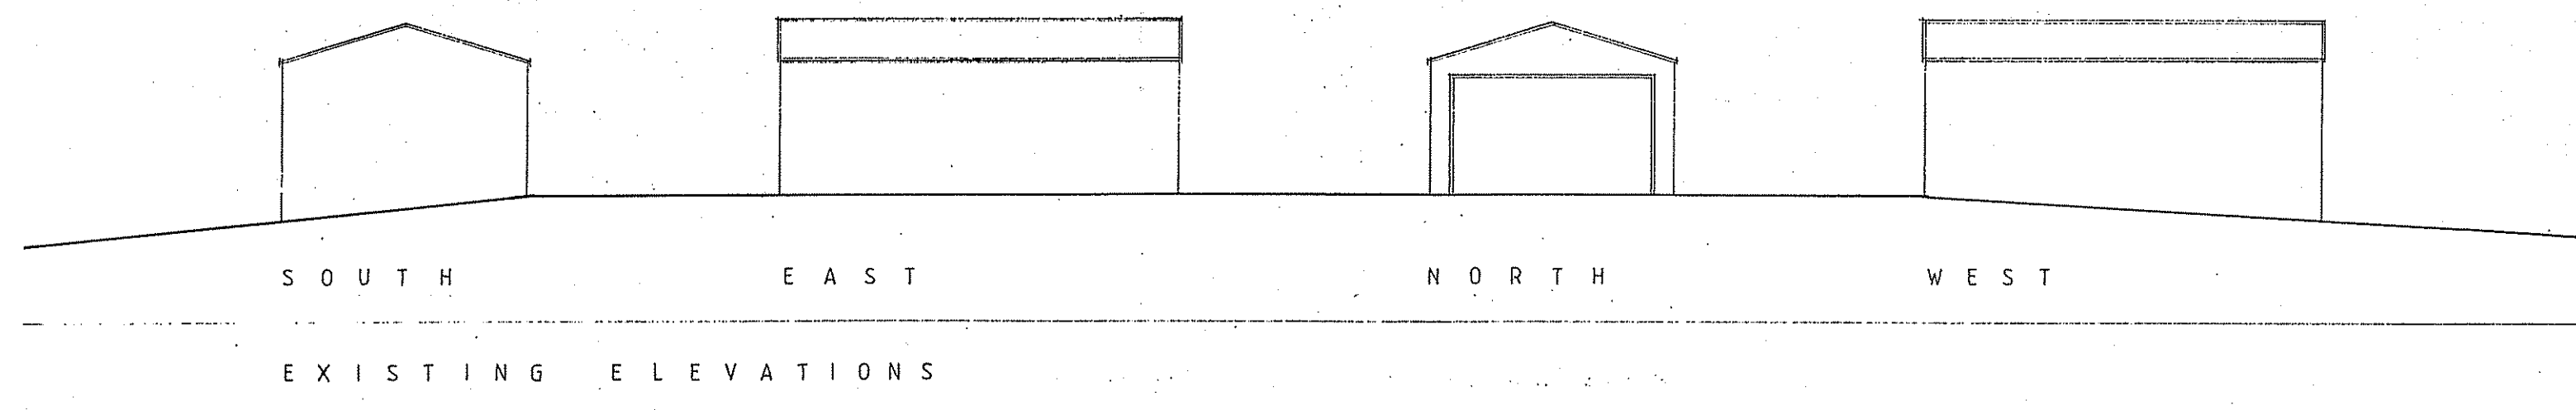 SOUTH EAST NORTH WEST
EXISTING ELEVATIONS